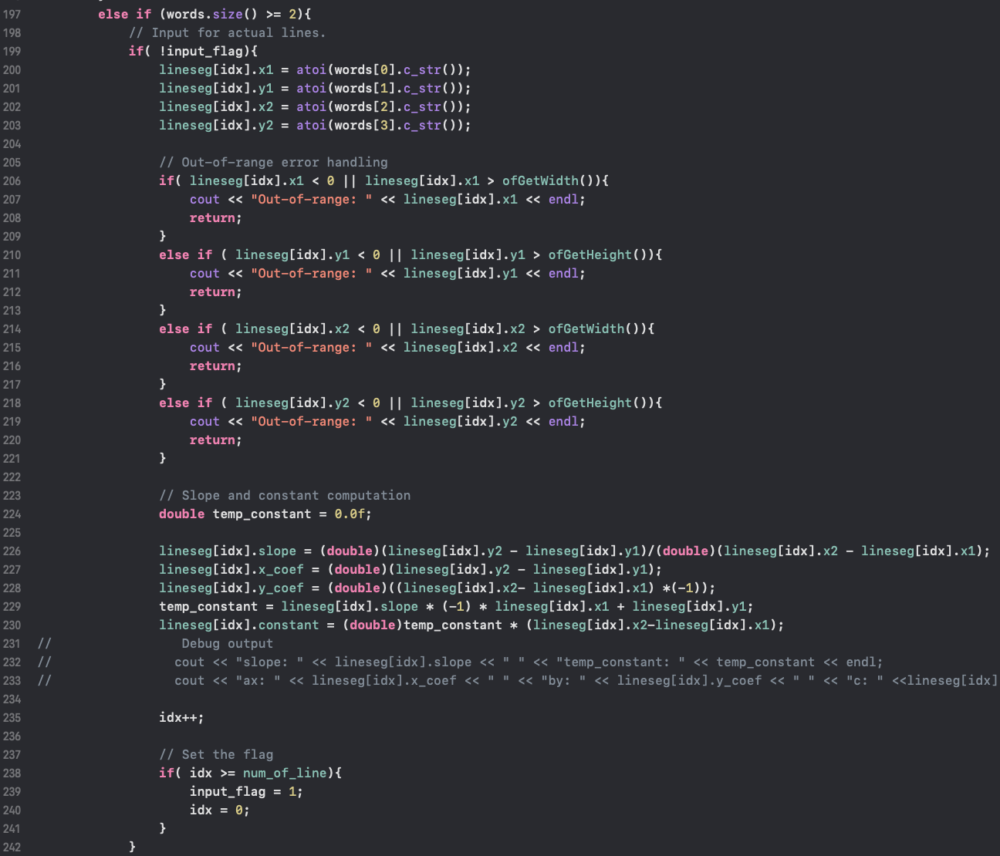 197 else if (words.size() >= 2){
198 // Input for actual lines.
199 if( !input_flag){
200 lineseg[idx].x1 = atoi(words[0].c_str());
201 lineseg[idx].y1 = atoi(words[1].c_str());
202 lineseg[idx].x2 = atoi(words[2].c_str());
203 lineseg[idx].y2 = atoi(words[3].c_str());
204
205 // Out-of-range error handling
206 if( lineseg[idx].x1 < 0 || lineseg[idx].x1 > ofGetWidth()){
207 cout << "Out-of-range: " << lineseg[idx].x1 << endl;
208 return;
209 }
210 else if ( lineseg[idx].y1 < 0 || lineseg[idx].y1 > ofGetHeight()){
211 cout << "Out-of-range: " << lineseg[idx].y1 << endl;
212 return;
213 }
214 else if ( lineseg[idx].x2 < 0 || lineseg[idx].x2 > ofGetWidth()){
215 cout << "Out-of-range: " << lineseg[idx].x2 << endl;
216 return;
217 }
218 else if ( lineseg[idx].y2 < 0 || lineseg[idx].y2 > ofGetHeight()){
219 cout << "Out-of-range: " << lineseg[idx].y2 << endl;
220 return;
221 }
222
223 // Slope and constant computation
224 double temp_constant = 0.0f;
225
226 lineseg[idx].slope = (double)(lineseg[idx].y2 - lineseg[idx].y1)/(double)(lineseg[idx].x2 - lineseg[idx].x1);
227 lineseg[idx].x_coef = (double)(lineseg[idx].y2 - lineseg[idx].y1);
228 lineseg[idx].y_coef = (double)((lineseg[idx].x2- lineseg[idx].x1) *(-1));
229 temp_constant = lineseg[idx].slope * (-1) * lineseg[idx].x1 + lineseg[idx].y1;
230 lineseg[idx].constant = (double)temp_constant * (lineseg[idx].x2-lineseg[idx].x1);
231 // Debug output
232 // cout << "slope: " << lineseg[idx].slope << " " << "temp_constant: " << temp_constant << endl;
233 // cout << "ax: " << lineseg[idx].x_coef << " " << "by: " << lineseg[idx].y_coef << " " << "c: " <<lineseg[idx]
234
235 idx++;
236
237 // Set the flag
238 if( idx >= num_of_line){
239 input_flag = 1;
240 idx = 0;
241 }
242 }